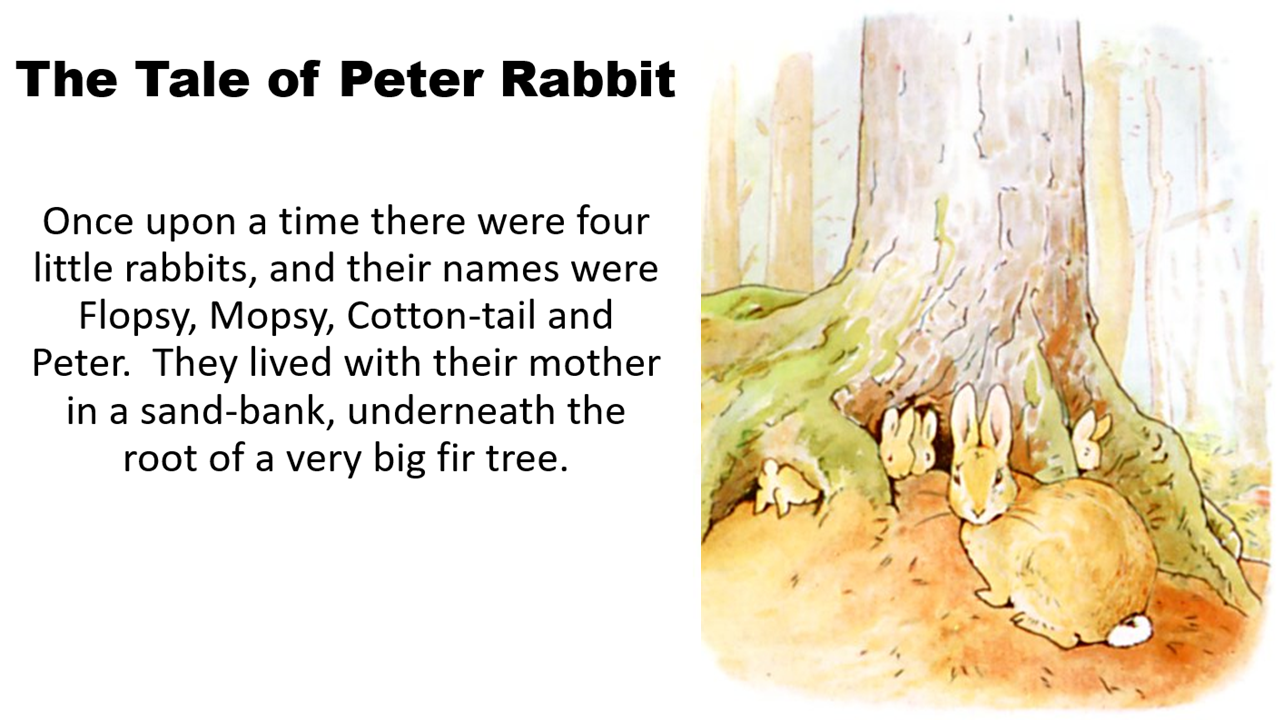 The Tale of Peter Rabbit
Once upon a time there were four
little rabbits, and their names were
Flopsy, Mopsy, Cotton-tail and
Peter.  They lived with their mother
in a sand-bank, underneath the
root of a very big fir tree.